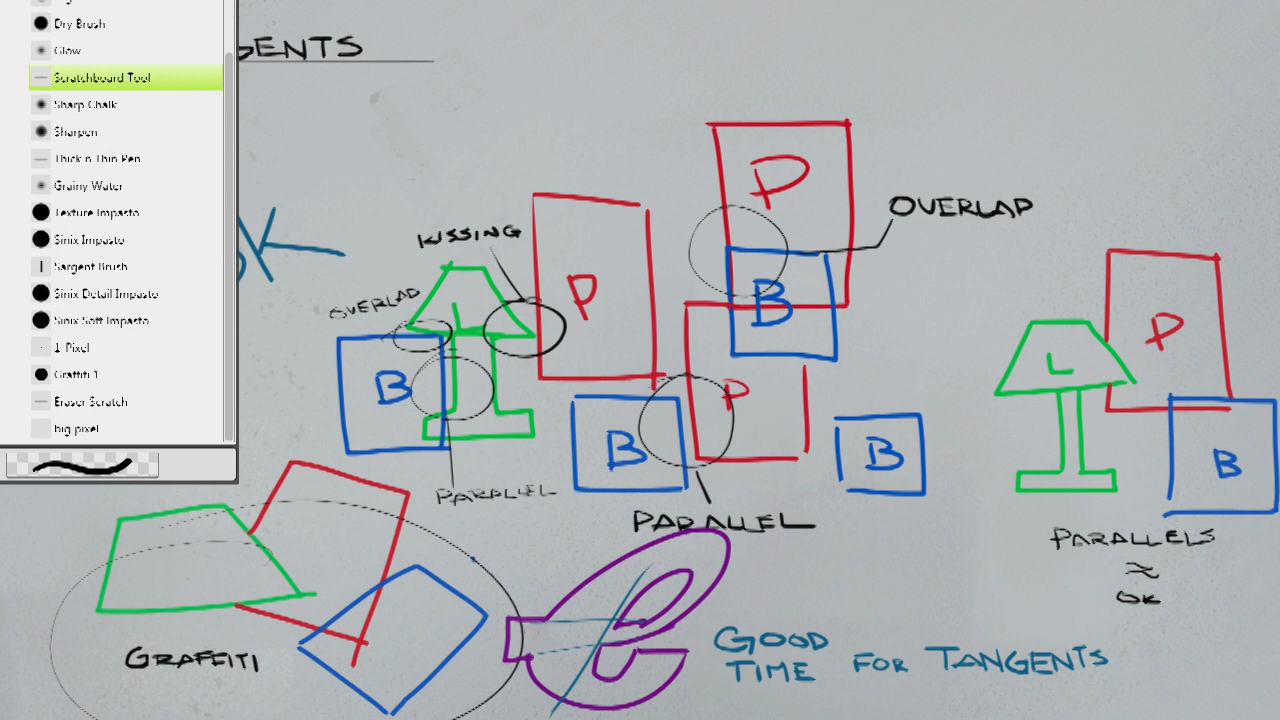 Dry Brush
Glow
Scratchboard Tool
Sharp Chalk
Sharpen
Thick n Thin Pen
Grainy Water
Texture Impasto
Sinix Impasto
Sargent Brush
Sinix Detail Impasto
Sinix Soft Impasto
1 Pixel
Graffiti 1
Eraser Scratch
big pixel
GENTS
K
KISSING
OVERLAP
L
B
PARALLEL
P
P
B
P
OVERLAP
B
PARALLEL
B
L
P
B
PARALLELS
≈
OK
GRAFFITI
e
GOOD
TIME FOR TANGENTS